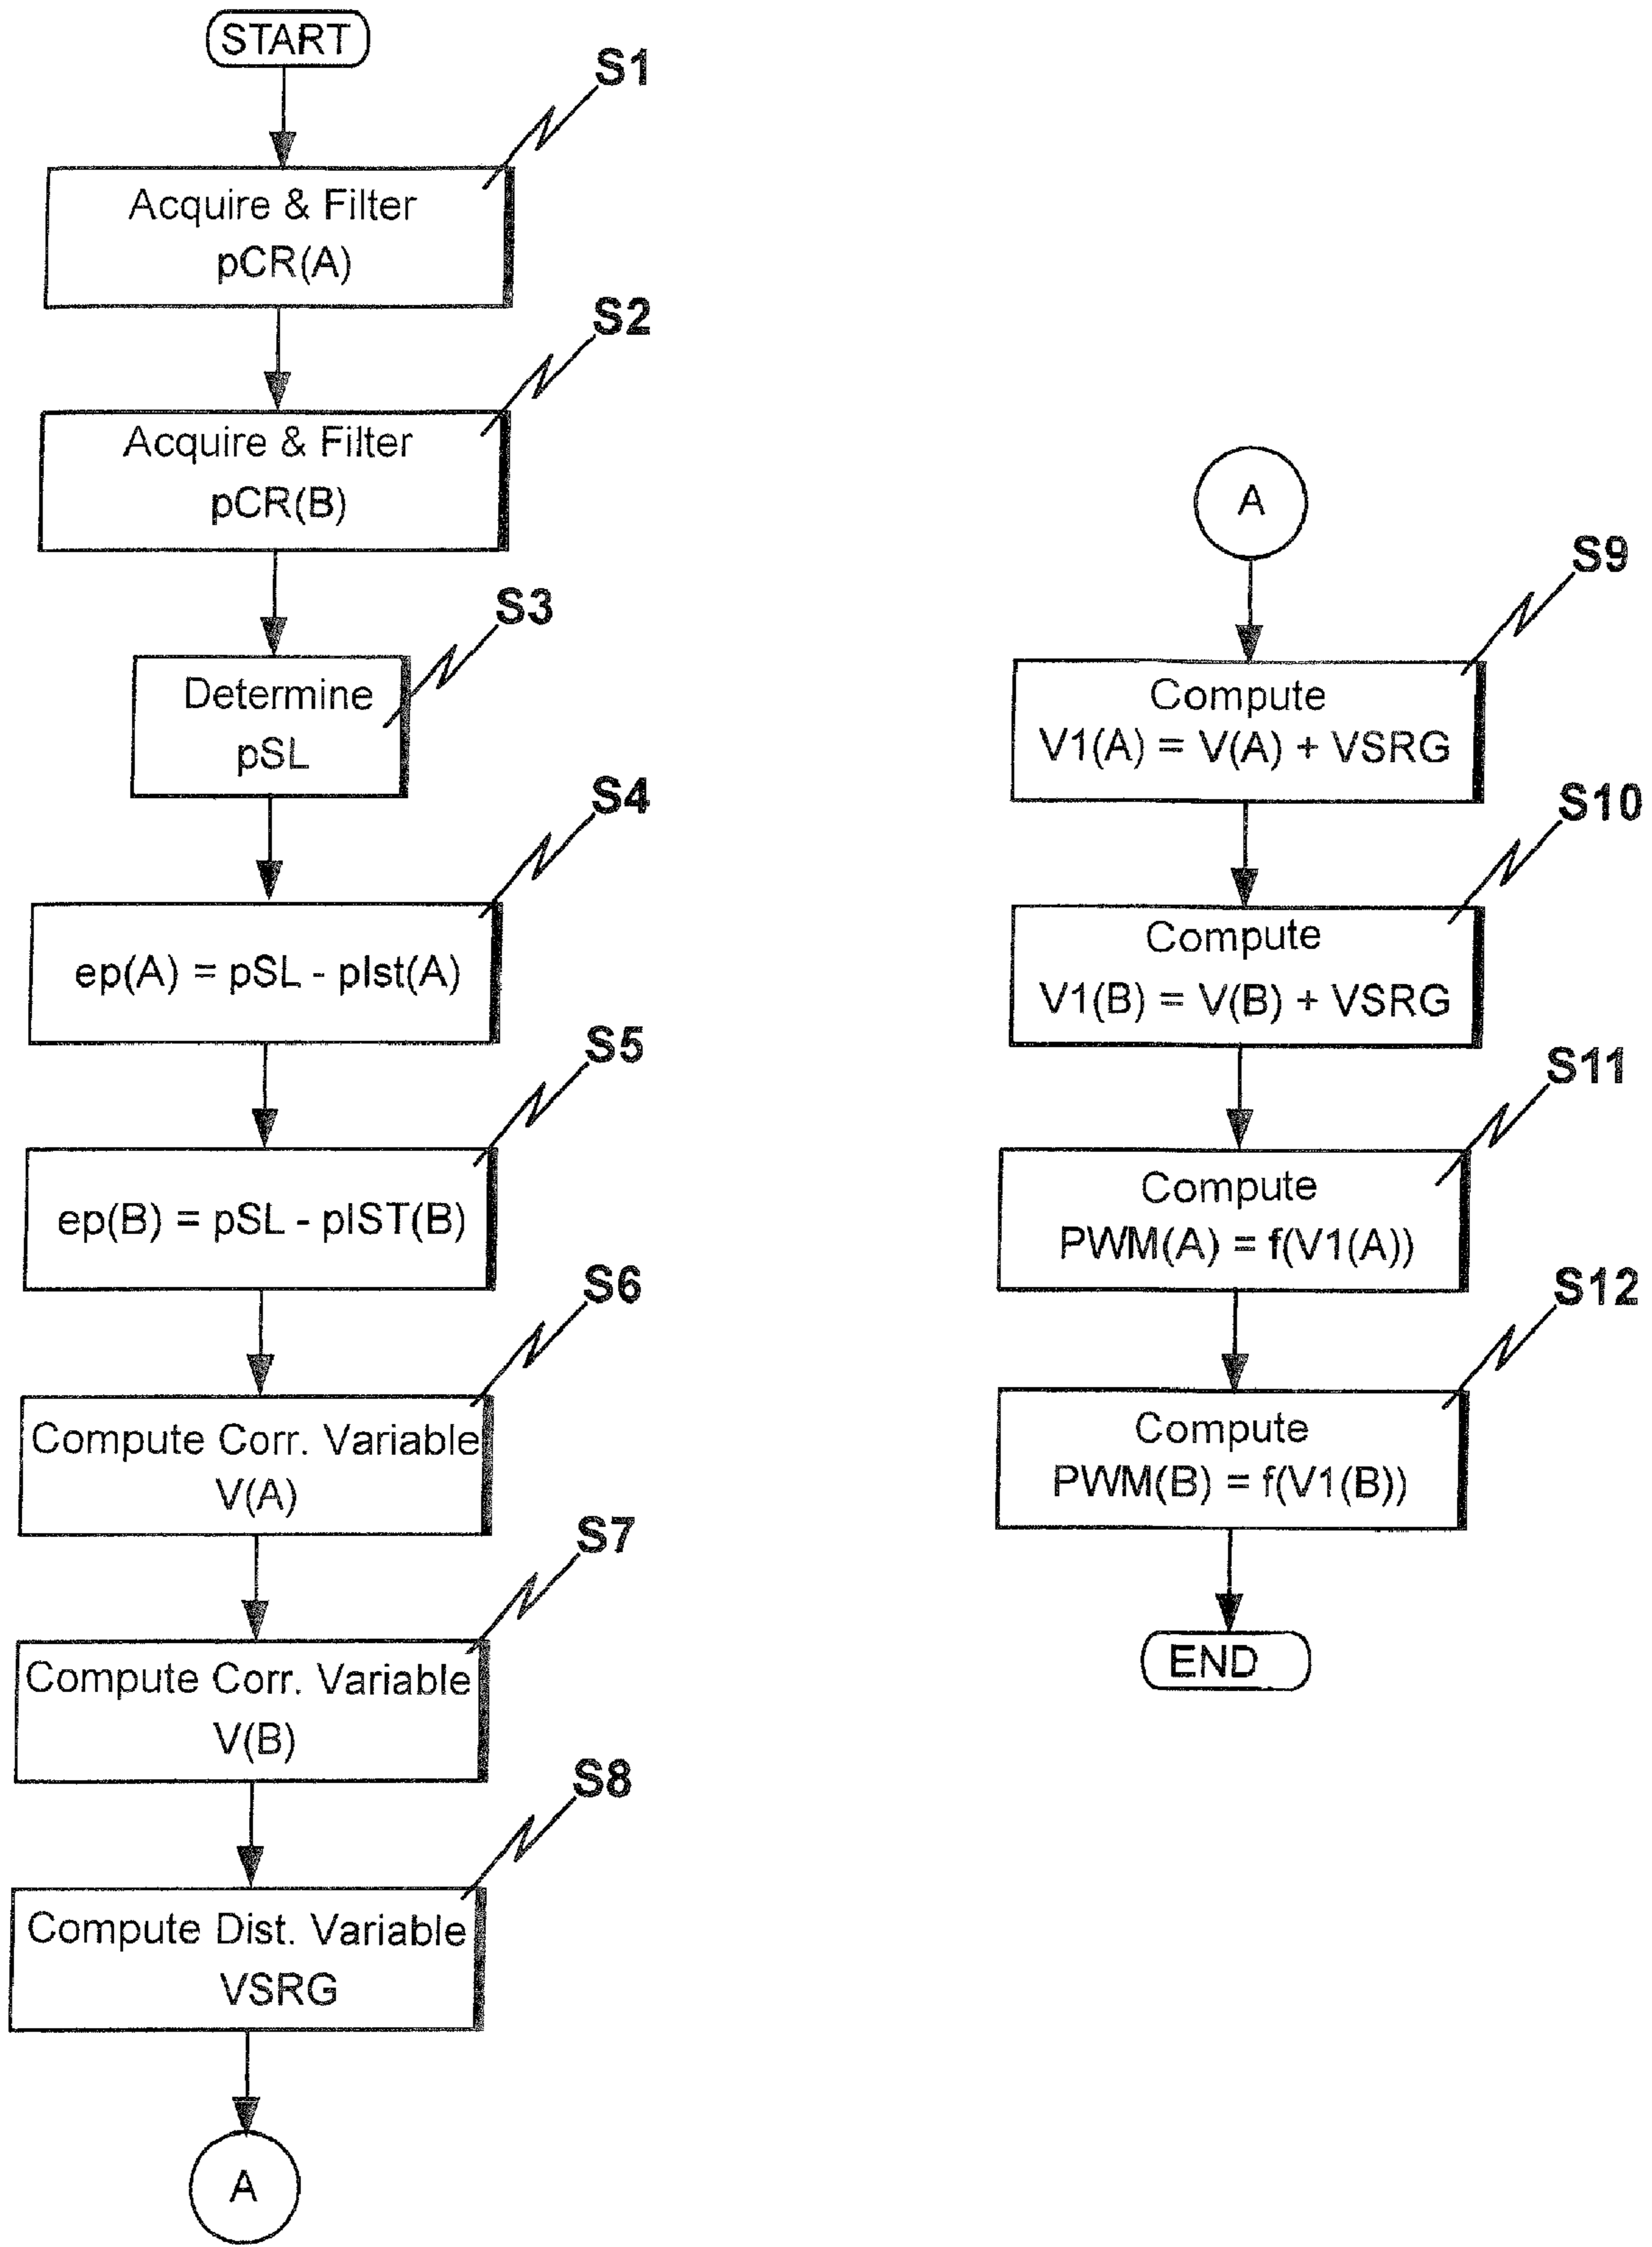 START
S1
Acquire & Filter
pCR(A)
S2
Acquire & Filter
pCR(B)
S3
Determine
pSL
S4
ep(A) = pSL - pIst(A)
S5
ep(B) = pSL - pIST(B)
S6
Compute Corr. Variable
V(A)
S7
Compute Corr. Variable
V(B)
S8
Compute Dist. Variable
VSRG
A
A
S9
Compute
V1(A) = V(A) + VSRG
S10
Compute
V1(B) = V(B) + VSRG
S11
Compute
PWM(A) = f(V1(A))
S12
Compute
PWM(B) = f(V1(B))
END